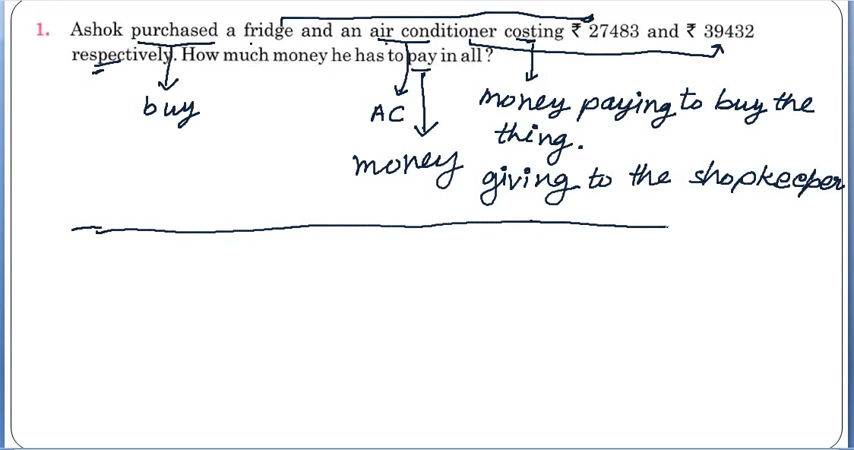 1. Ashok purchased a fridge and an air conditioner costing ₹ 27483 and ₹ 39432
respectively. How much money he has to pay in all?
buy
AC
money paying to buy the
thing.
money
giving to the shopkeeper